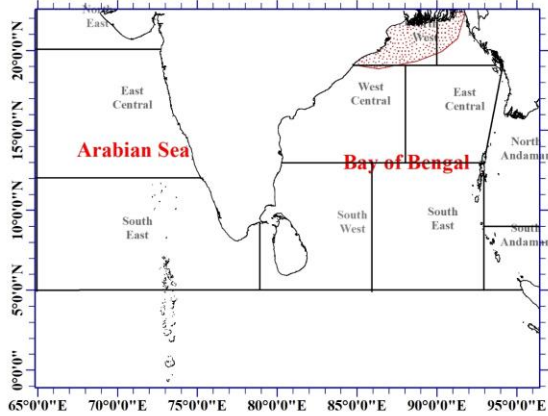 North
East
West
20°0'0"N
East
Central
West
Central
East
Central
Arabian Sea
Bay of Bengal
15°0'0"N
North
Andaman
10°0'0"N
South
East
South
West
South
East
South
Andaman
5°0'0"N
0°0'0"
65°0'0"E
70°0'0"E
75°0'0"E
80°0'0"E
85°0'0"E
90°0'0"E
95°0'0"E